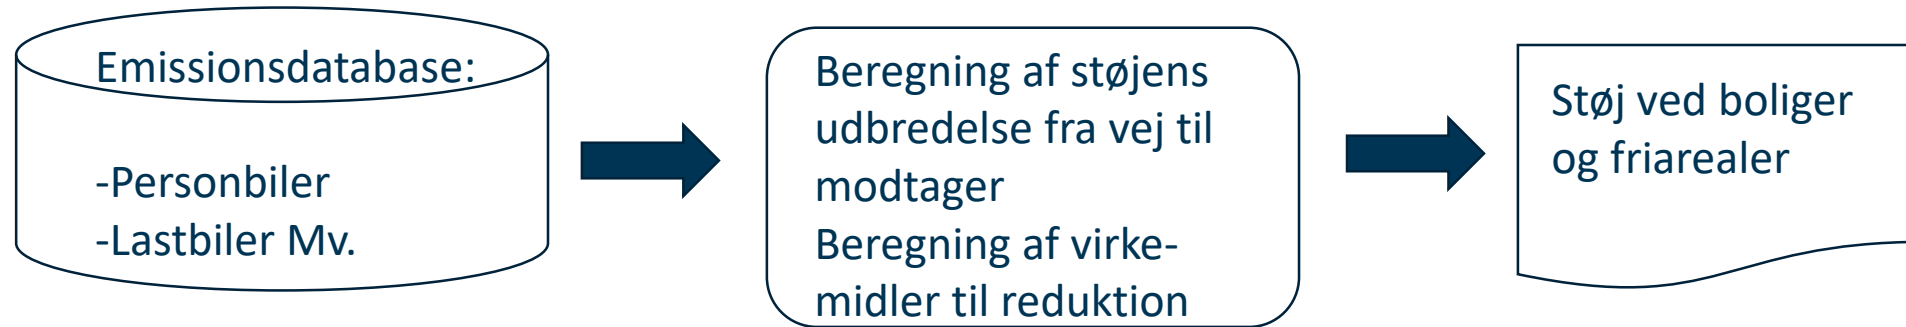 Emissionsdatabase:
-Personbiler
-Lastbiler Mv.
Beregning af støjens
udbredelse fra vej til
modtager
Beregning af virke-
midler til reduktion
Støj ved boliger
og friarealer